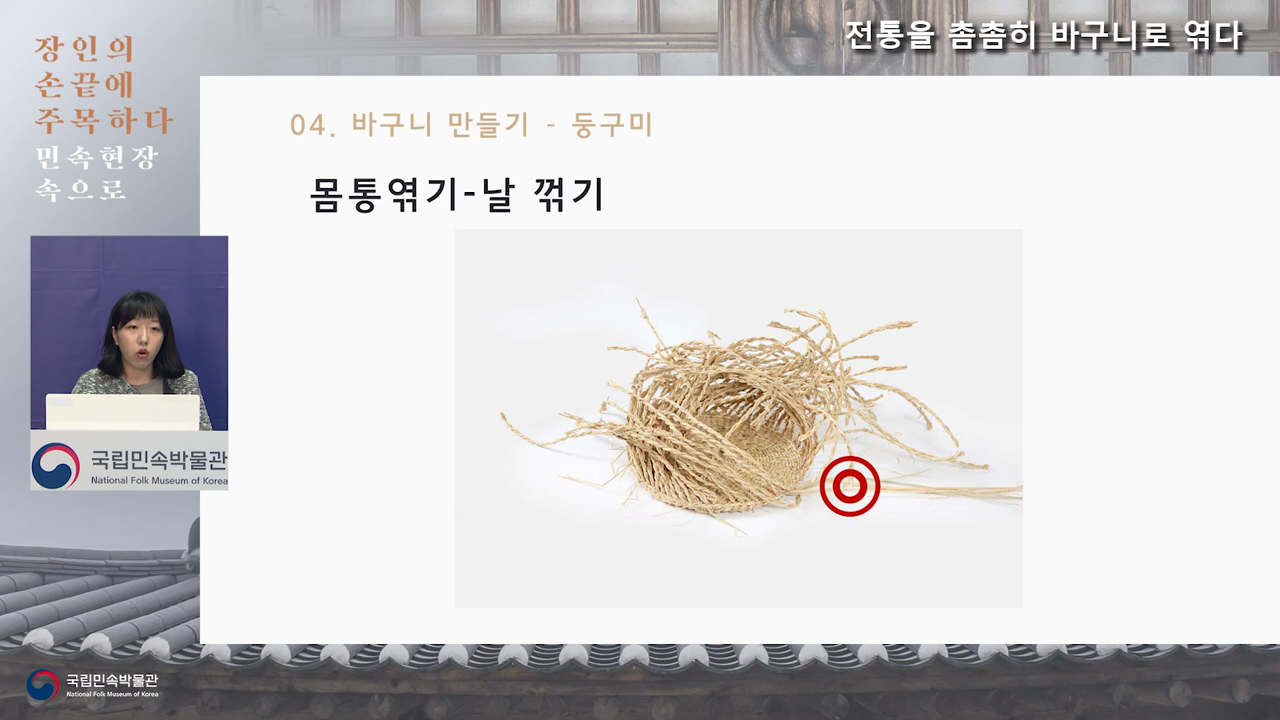 전통을 촘촘히 바구니로 엮다
장인의
손끝에
주목하다
민속현장
속으로
04. 바구니 만들기 - 둥구미
몸통엮기-날 꺾기
국립민속박물관
National Folk Museum of Korea
국립민속박물관
National Folk Museum of Korea